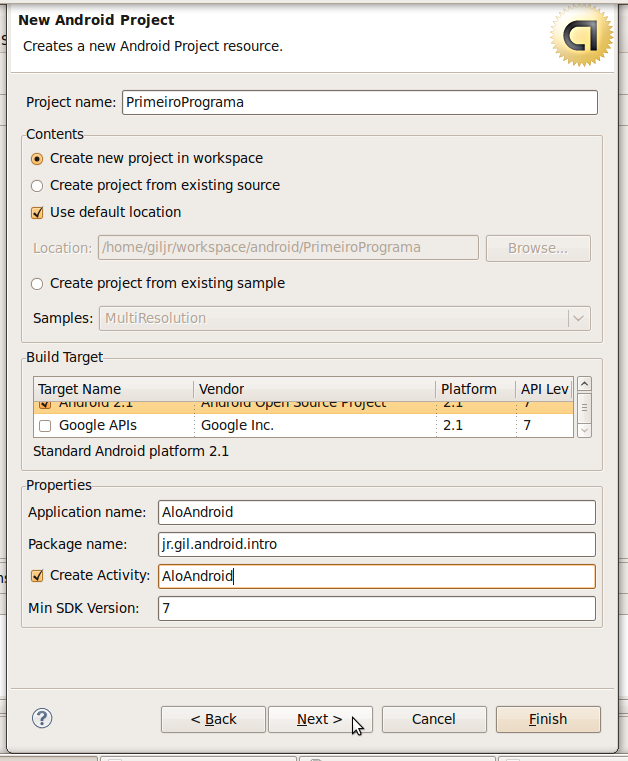 New Android Project
Creates a new Android Project resource.
Project name: PrimeiroPrograma
Contents
Create new project in workspace
Create project from existing source
Use default location
Location: /home/giljr/workspace/android/PrimeiroPrograma Browse...
Create project from existing sample
Samples: MultiResolution
Build Target
Target Name Vendor Platform API Lev
Android 2.1 Android Open Source Project 2.1 7
Google APIs Google Inc. 2.1 7
Standard Android platform 2.1
Properties
Application name: AloAndroid
Package name: jr.gil.android.intro
Create Activity: AloAndroid
Min SDK Version: 7
? < Back Next > Cancel Finish